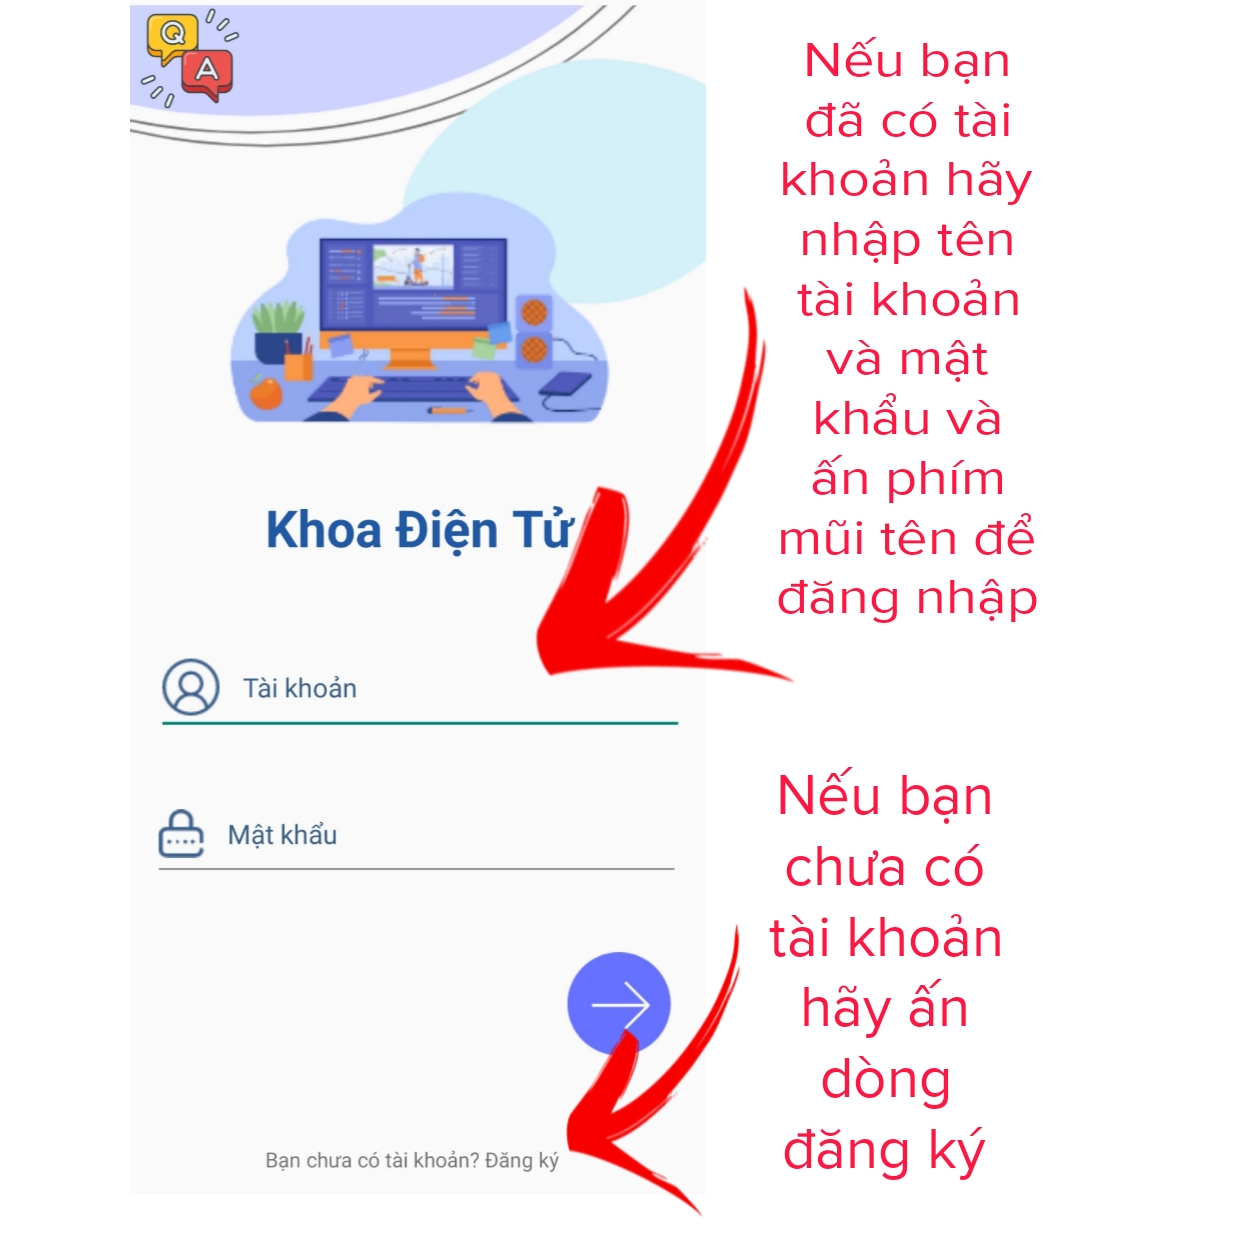 Q
A
Khoa Điện Tử
Tài khoản
Mật khẩu
Bạn chưa có tài khoản? Đăng ký
Nếu bạn
đã có tài
khoản hãy
nhập tên
tài khoản
và mật
khẩu và
ấn phím
mũi tên để
đăng nhập
Nếu bạn
chưa có
tài khoản
hãy ấn
dòng
đăng ký